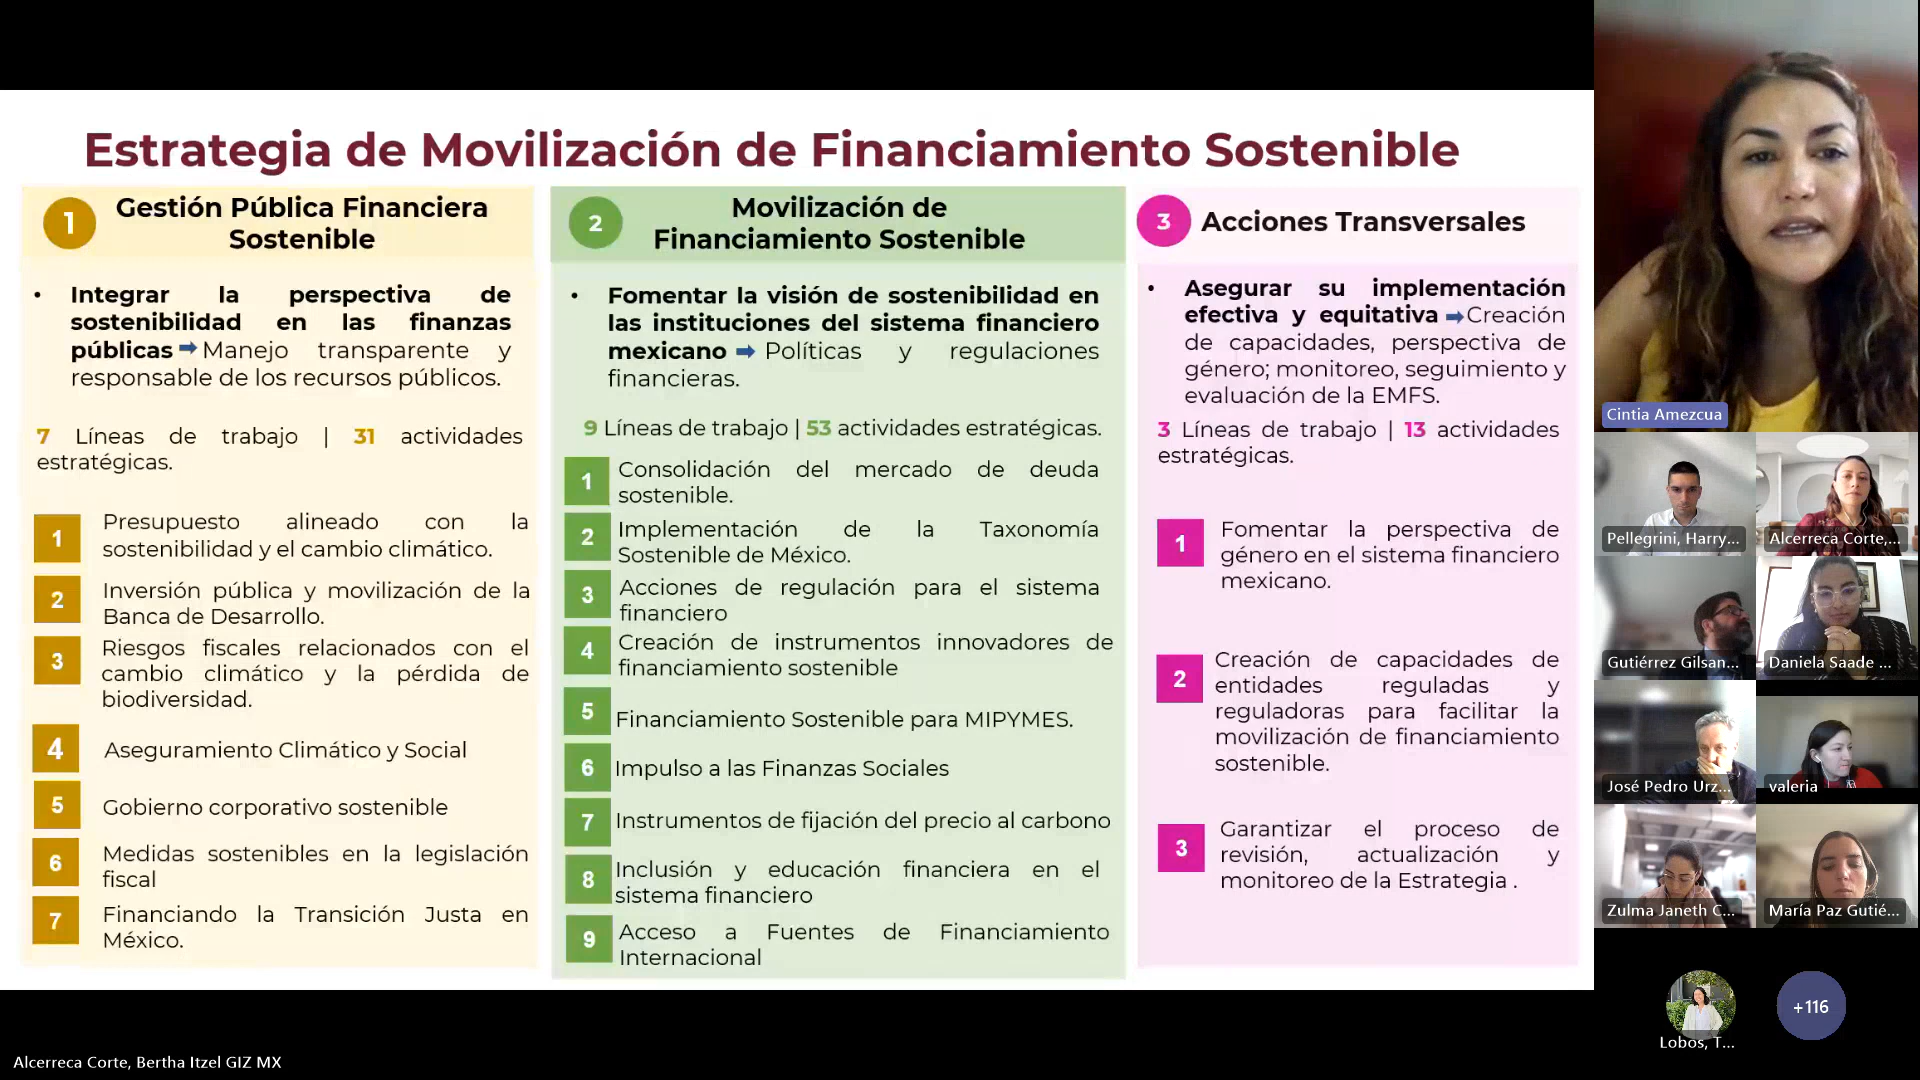 Estrategia de Movilización de Financiamiento Sostenible
1
Gestión Pública Financiera
Sostenible
• Integrar la perspectiva de
sostenibilidad en las finanzas
públicas ➡ Manejo transparente y
responsable de los recursos públicos.
7 Líneas de trabajo | 31 actividades
estratégicas.
1
Presupuesto alineado con la
sostenibilidad y el cambio climático.
2
Inversión pública y movilización de la
Banca de Desarrollo.
3
Riesgos fiscales relacionados con el
cambio climático y la pérdida de
biodiversidad.
4
Aseguramiento Climático y Social
5
Gobierno corporativo sostenible
6
Medidas sostenibles en la legislación
fiscal
7
Financiando la Transición Justa en
México.
2
Movilización de
Financiamiento Sostenible
• Fomentar la visión de sostenibilidad en
las instituciones del sistema financiero
mexicano ➡ Políticas y regulaciones
financieras.
9 Líneas de trabajo | 53 actividades estratégicas.
1
Consolidación del mercado de deuda
sostenible.
2
Implementación de la Taxonomía
Sostenible de México.
3
Acciones de regulación para el sistema
financiero
4
Creación de instrumentos innovadores de
financiamiento sostenible
5
Financiamiento Sostenible para MIPYMES.
6
Impulso a las Finanzas Sociales
7
Instrumentos de fijación del precio al carbono
8
Inclusión y educación financiera en el
sistema financiero
9
Acceso a Fuentes de Financiamiento
Internacional
3
Acciones Transversales
• Asegurar su implementación
efectiva y equitativa ➡Creación
de capacidades, perspectiva de
género; monitoreo, seguimiento y
evaluación de la EMFS.
3 Líneas de trabajo | 13 actividades
estratégicas.
1
Fomentar la perspectiva de
género en el sistema financiero
mexicano.
2
Creación de capacidades de
entidades reguladas y
reguladoras para facilitar la
movilización de financiamiento
sostenible.
3
Garantizar el proceso de
revisión, actualización y
monitoreo de la Estrategia .
Cintia Amezcua
Pellegrini, Harry...
Alcerreca Corte,...
Gutiérrez Gilsan...
Daniela Saade ...
José Pedro Urz...
valeria
Zulma Janeth C...
María Paz Gutié...
Lobos, T...
+116
Alcerreca Corte, Bertha Itzel GIZ MX